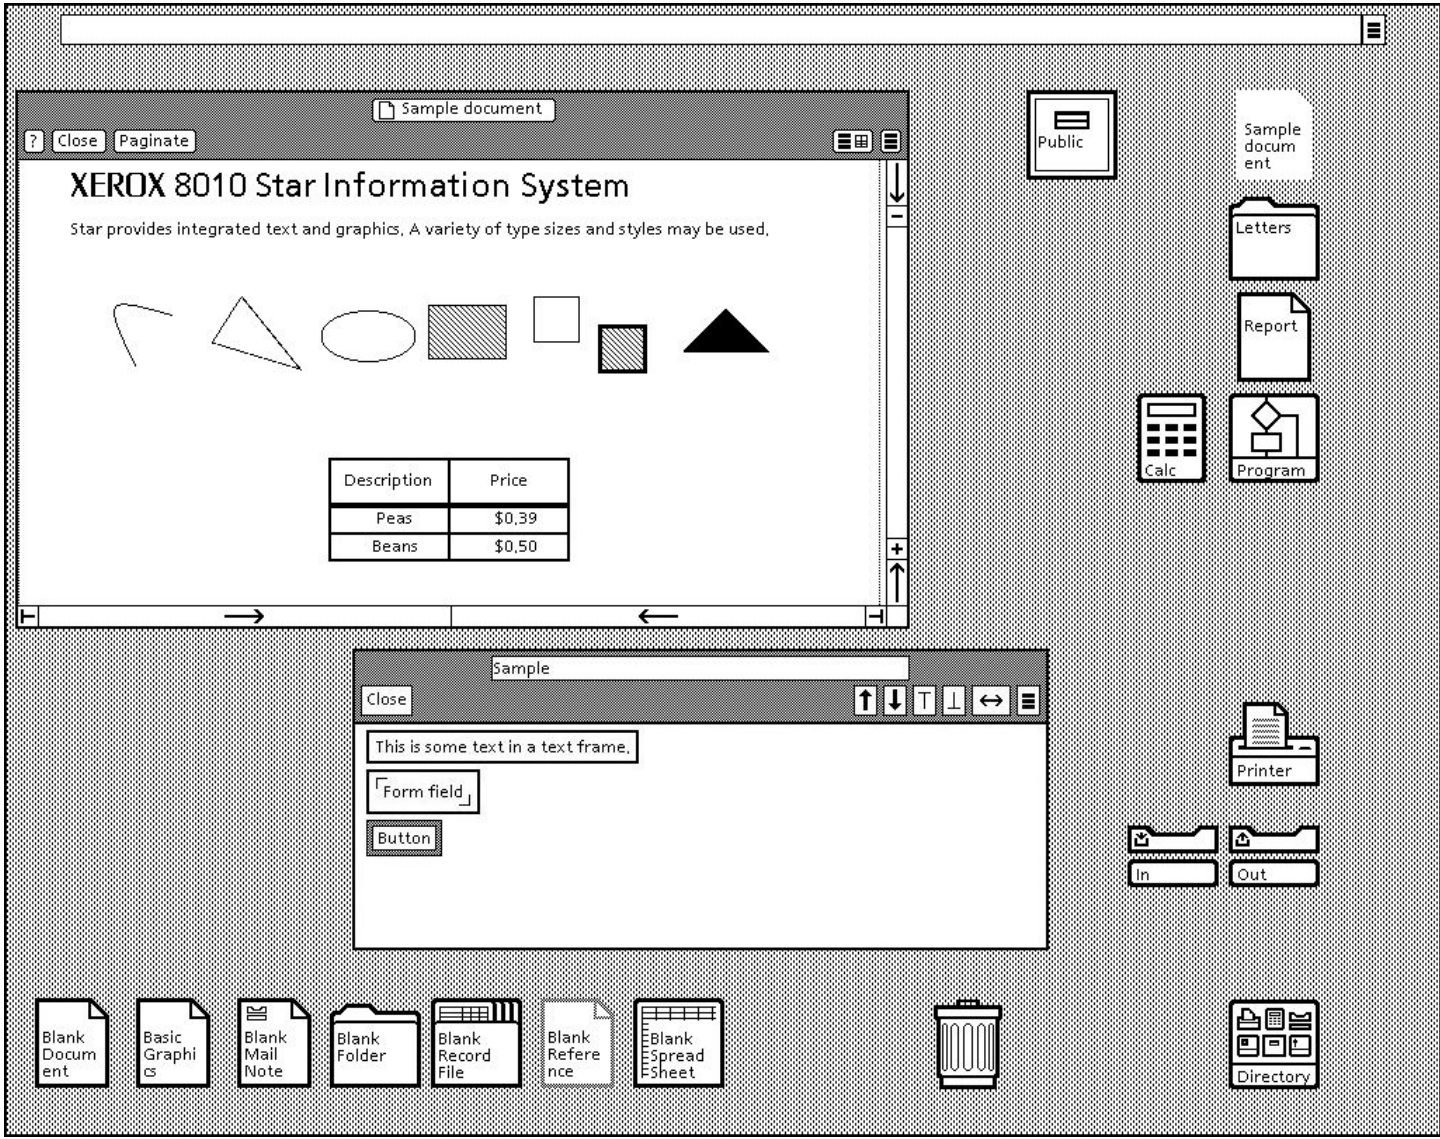 Sample document
? Close Paginate
XEROX 8010 Star Information System
Star provides integrated text and graphics. A variety of type sizes and styles may be used.
Description Price
Peas $0.39
Beans $0.50
Public
Sample
docum
ent
Letters
Report
Calc
Program
Sample
Close
This is some text in a text frame.
Form field
Button
Printer
In
Out
Blank
Docum
ent
Basic
Graphi
cs
Blank
Mail
Note
Blank
Folder
Blank
Record
File
Blank
Refere
nce
Blank
Spread
Sheet
Directory